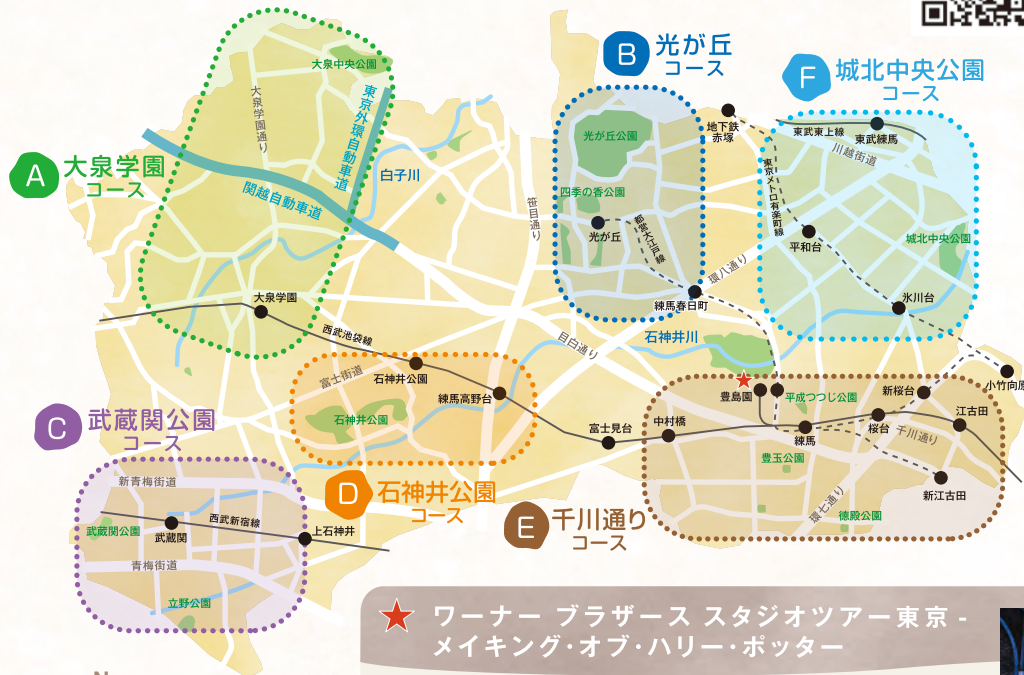 A
大泉学園
コース
B
光が丘
コース
F
城北中央公園
コース
大泉中央公園
大泉学園通り
東京外環自動車道
関越自動車道
白子川
笹目通り
光が丘公園
四季の香公園
光が丘
都営大江戸線
練馬春日町
環八通り
地下鉄
赤塚
東武東上線
東武練馬
川越街道
東京メトロ有楽町線
平和台
城北中央公園
氷川台
小竹向原
大泉学園
西武池袋線
富士街道
石神井公園
練馬高野台
石神井公園
目白通り
石神井川
富士見台
中村橋
豊島園
平成つつじ公園
練馬
豊玉公園
新桜台
桜台
千川通り
江古田
新江古田
環七通り
徳殿公園
C
武蔵関公園
コース
新青梅街道
武蔵関公園
武蔵関
西武新宿線
上石神井
青梅街道
立野公園
D
石神井公園
コース
E
千川通り
コース
ワーナー ブラザース スタジオツアー東京 -
メイキング・オブ・ハリー・ポッター